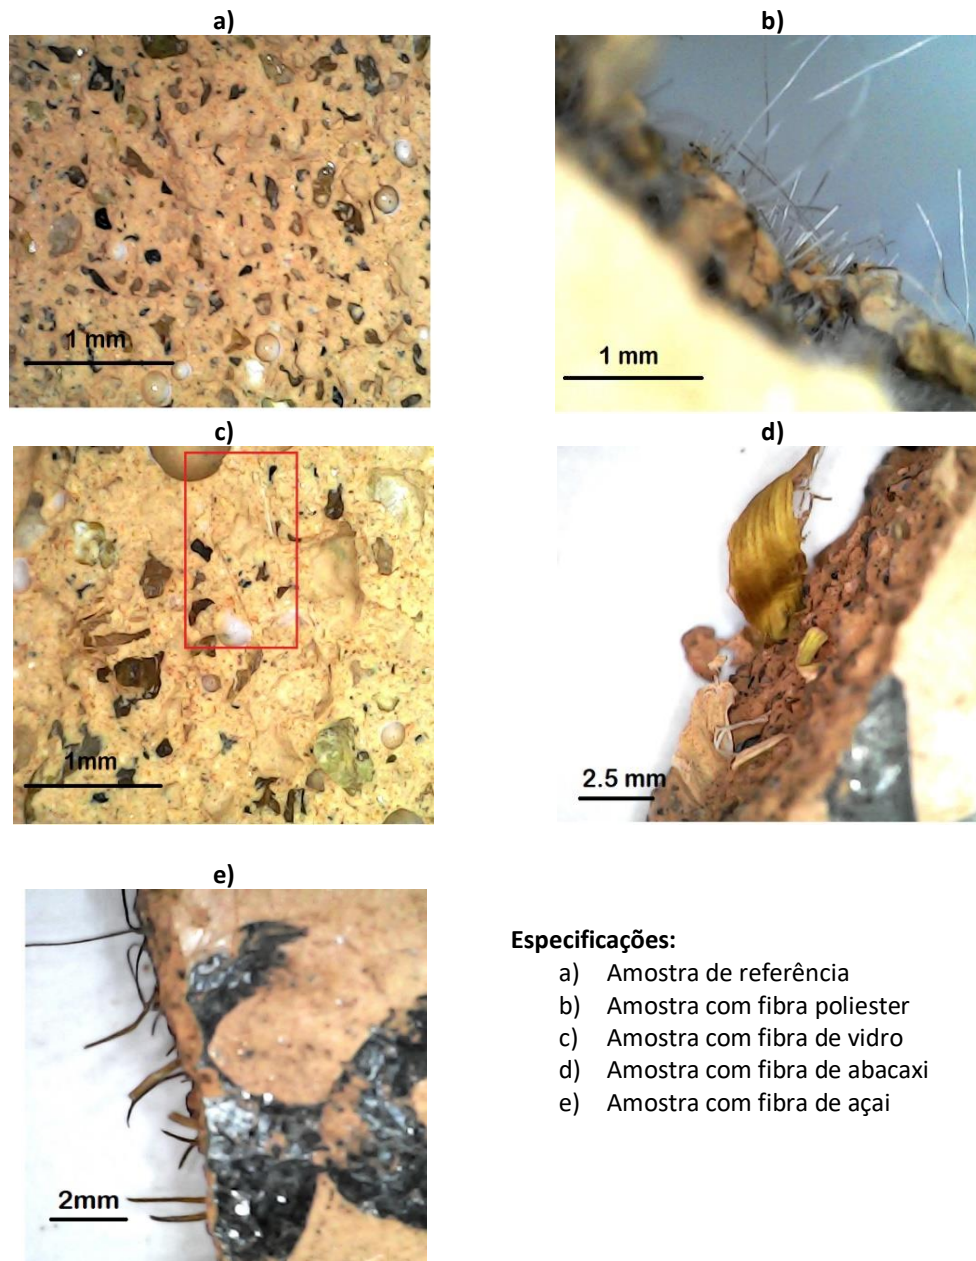 a)
b)
1 mm
1 mm
c)
d)
1mm
2.5 mm
e)
2mm
Especificações:
a) Amostra de referência
b) Amostra com fibra poliester
c) Amostra com fibra de vidro
d) Amostra com fibra de abacaxi
e) Amostra com fibra de açai